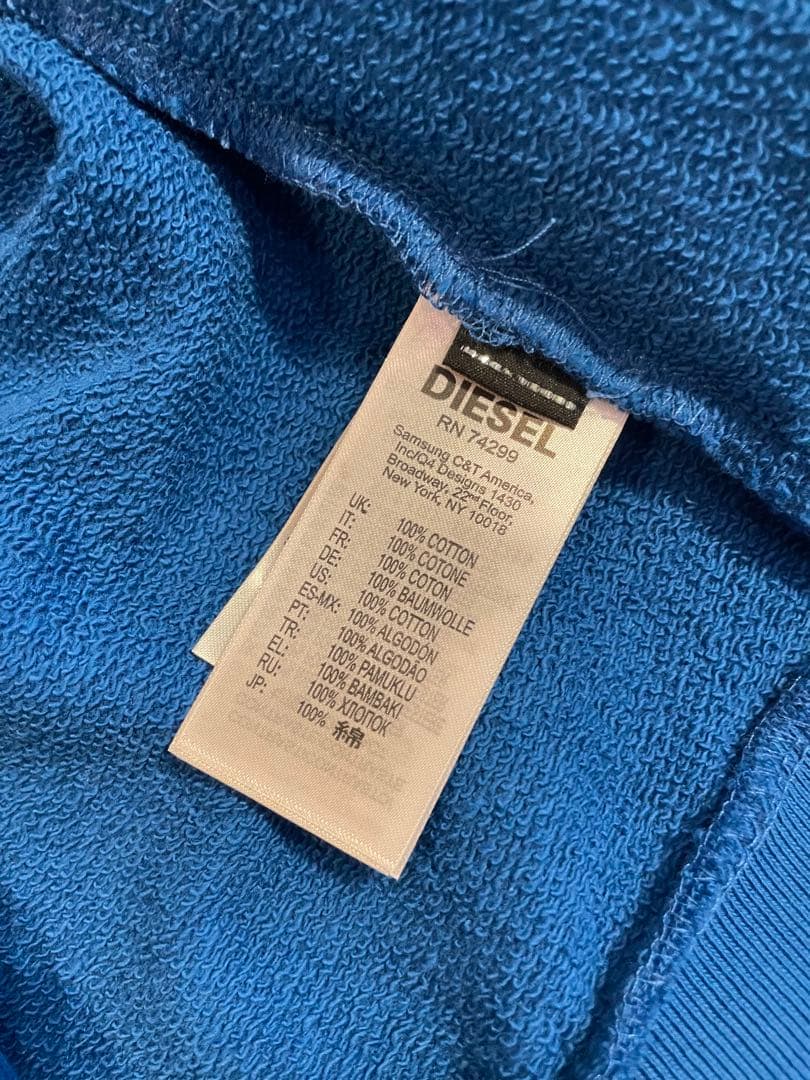 DIESEL
RN 74299
Samsung C&T America,
Inc/Q4 Designs 1430
Broadway, 22nd Floor,
New York, NY 10018
UK: 100% COTTON
IT: 100% COTONE
FR: 100% COTON
DE: 100% BAUMWOLLE
US: 100% COTTON
ES-MX: 100% ALGODÓN
PT: 100% ALGODÃO
TR: 100% PAMUKLU
EL: 100% BAMBAKI
RU: 100% ХЛОПОК
JP: 100% 綿